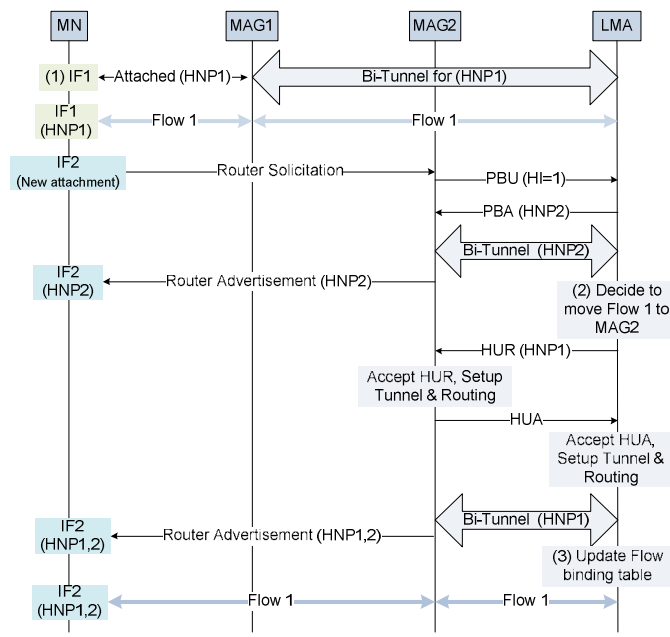 MN
MAG1
MAG2
LMA
(1) IF1
Attached (HNP1)
Bi-Tunnel for (HNP1)
IF1
(HNP1)
Flow 1
Flow 1
IF2
(New attachment)
Router Solicitation
PBU (HI=1)
PBA (HNP2)
Bi-Tunnel (HNP2)
IF2
(HNP2)
Router Advertisement (HNP2)
(2) Decide to
move Flow 1 to
MAG2
HUR (HNP1)
Accept HUR, Setup
Tunnel & Routing
HUA
Accept HUA,
Setup Tunnel &
Routing
Bi-Tunnel (HNP1)
IF2
(HNP1,2)
Router Advertisement (HNP1,2)
(3) Update Flow
binding table
IF2
(HNP1,2)
Flow 1
Flow 1